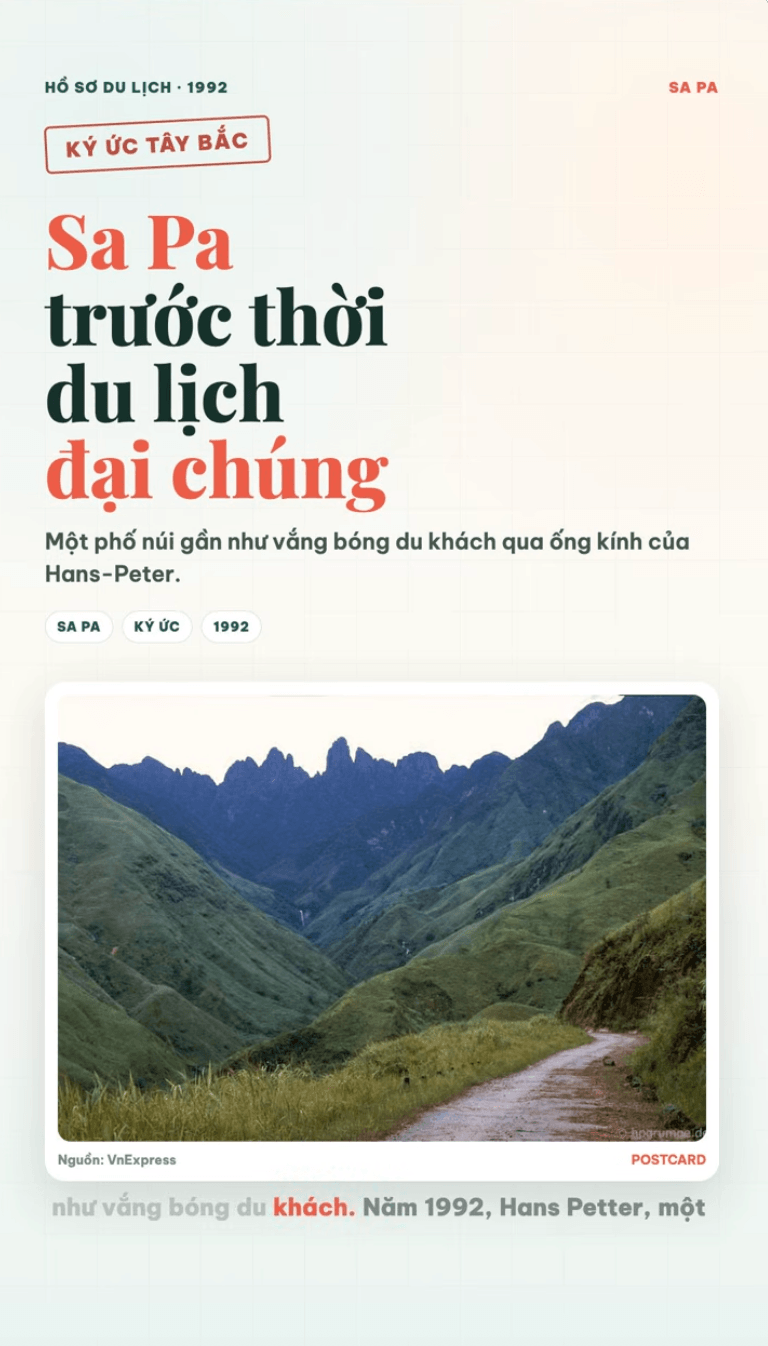 HỒ SƠ DU LỊCH · 1992
SA PA
KÝ ỨC TÂY BẮC
Sa Pa
trước thời
du lịch
đại chúng
Một phố núi gần như vắng bóng du khách qua ống kính của
Hans-Peter.
SA PA
KÝ ỨC
1992
Nguồn: VnExpress
POSTCARD
như vắng bóng du khách. Năm 1992, Hans Petter, một